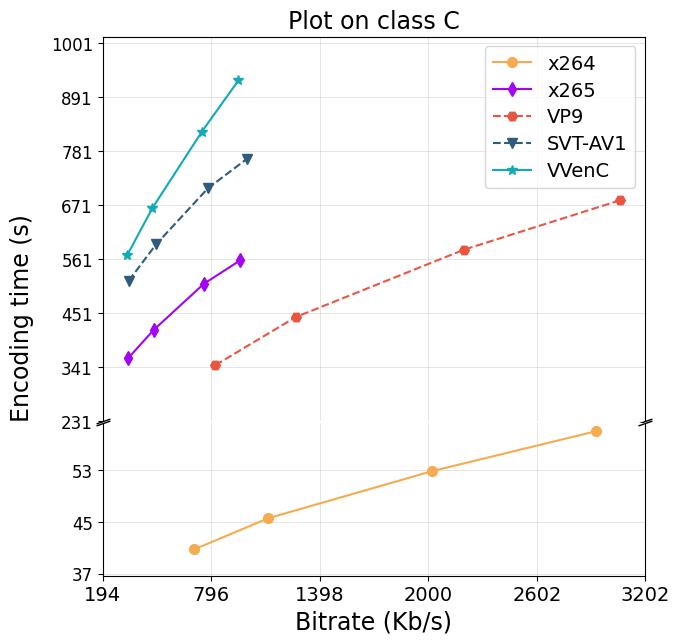 Plot on class C
x264
x265
VP9
SVT-AV1
VVenC
Encoding time (s)
1001
891
781
671
561
451
341
231
53
45
37
194 796 1398 2000 2602 3202
Bitrate (Kb/s)